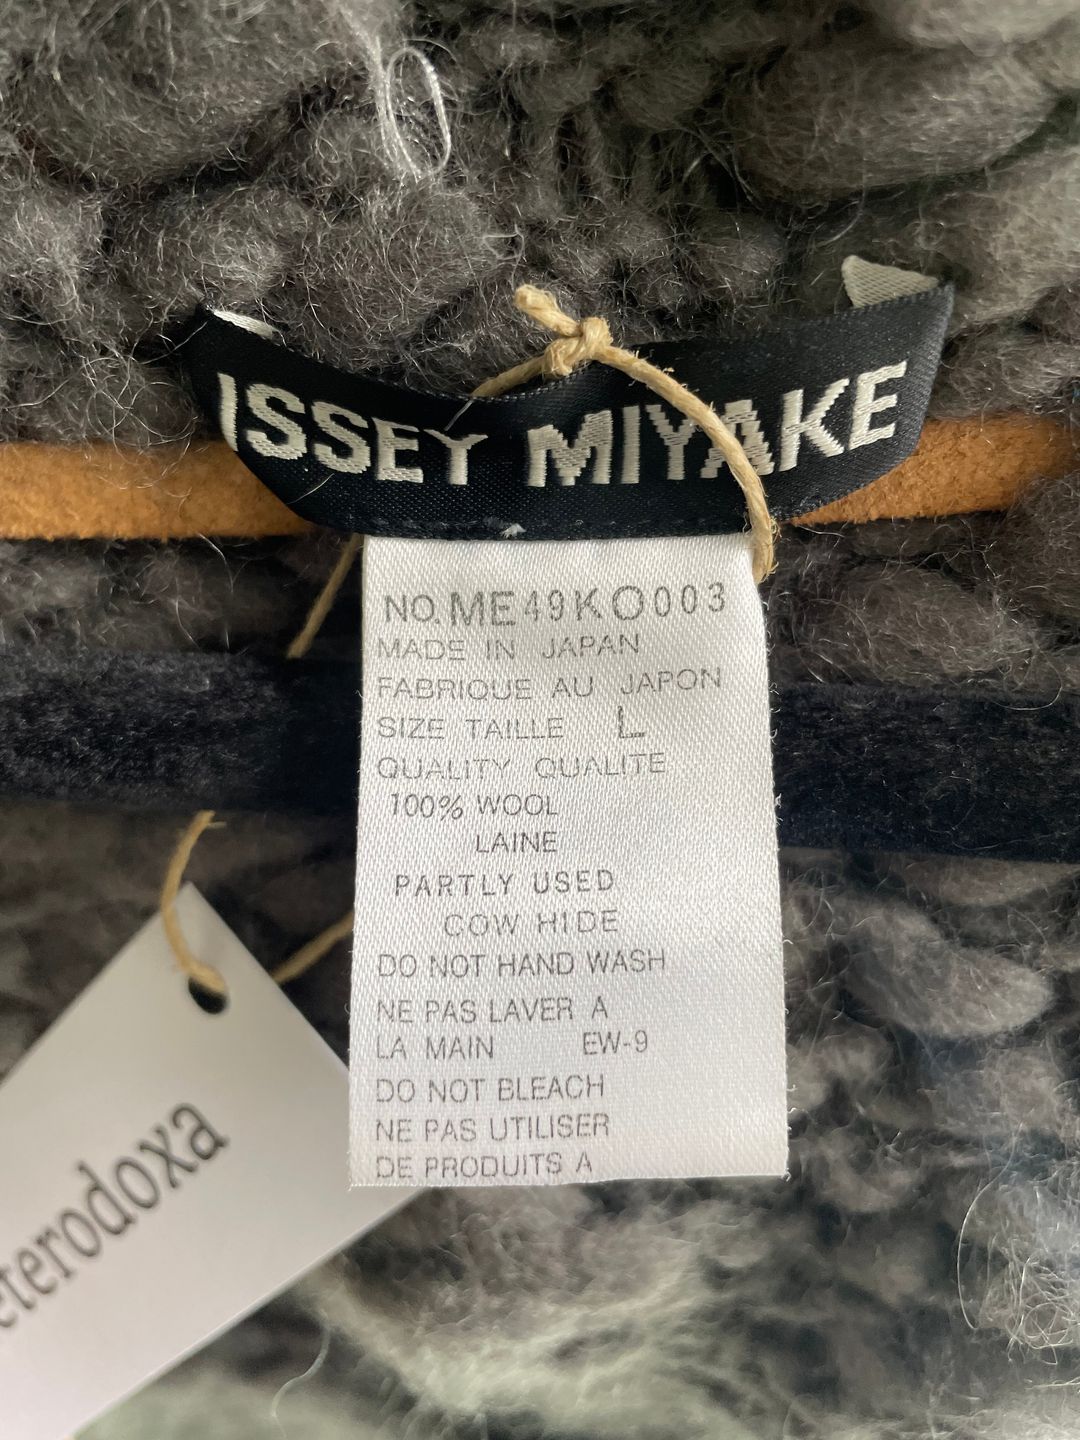 ISSEY MIYAKE
NO. ME49KO003
MADE IN JAPAN
FABRIQUE AU JAPON
SIZE TAILLE L
QUALITY QUALITE
100% WOOL
LAINE
PARTLY USED
COW HIDE
DO NOT HAND WASH
NE PAS LAVER A
LA MAIN EW-9
DO NOT BLEACH
NE PAS UTILISER
DE PRODUITS A
eterodoxa